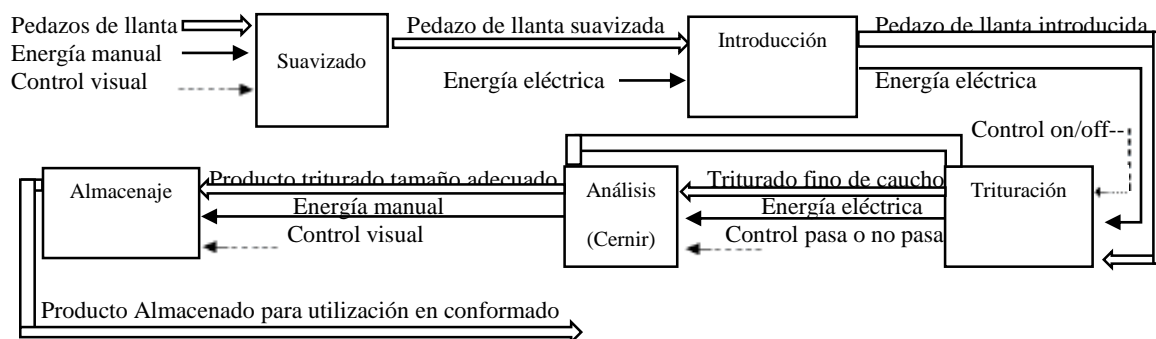 Pedazos de llanta
Energía manual
Control visual
Suavizado
Pedazo de llanta suavizada
Energía eléctrica
Introducción
Pedazo de llanta introducida
Energía eléctrica
Control on/off--
Trituración
Triturado fino de caucho
Energía eléctrica
Control pasa o no pasa
Análisis
(Cernir)
Producto triturado tamaño adecuado
Energía manual
Control visual
Almacenaje
Producto Almacenado para utilización en conformado